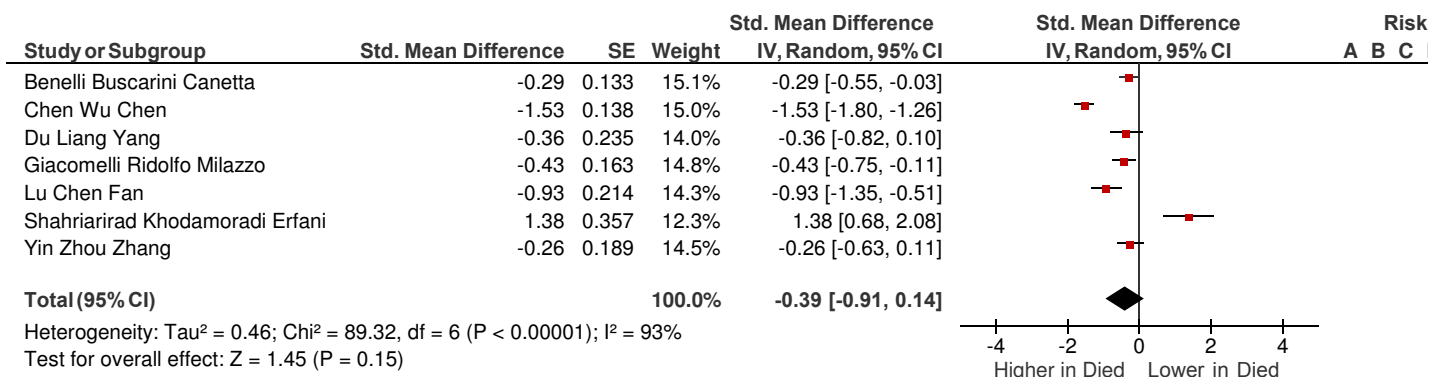 Std. Mean Difference Std. Mean Difference Risk
Study or Subgroup Std. Mean Difference SE Weight IV, Random, 95% CI IV, Random, 95% CI A B C
Benelli Buscarini Canetta -0.29 0.133 15.1% -0.29 [-0.55, -0.03]
Chen Wu Chen -1.53 0.138 15.0% -1.53 [-1.80, -1.26]
Du Liang Yang -0.36 0.235 14.0% -0.36 [-0.82, 0.10]
Giacomelli Ridolfo Milazzo -0.43 0.163 14.8% -0.43 [-0.75, -0.11]
Lu Chen Fan -0.93 0.214 14.3% -0.93 [-1.35, -0.51]
Shahriarirad Khodamoradi Erfani 1.38 0.357 12.3% 1.38 [0.68, 2.08]
Yin Zhou Zhang -0.26 0.189 14.5% -0.26 [-0.63, 0.11]
Total (95% CI) 100.0% -0.39 [-0.91, 0.14]
Heterogeneity: Tau² = 0.46; Chi² = 89.32, df = 6 (P < 0.00001); I² = 93%
Test for overall effect: Z = 1.45 (P = 0.15)
-4 -2 0 2 4
Higher in Died Lower in Died